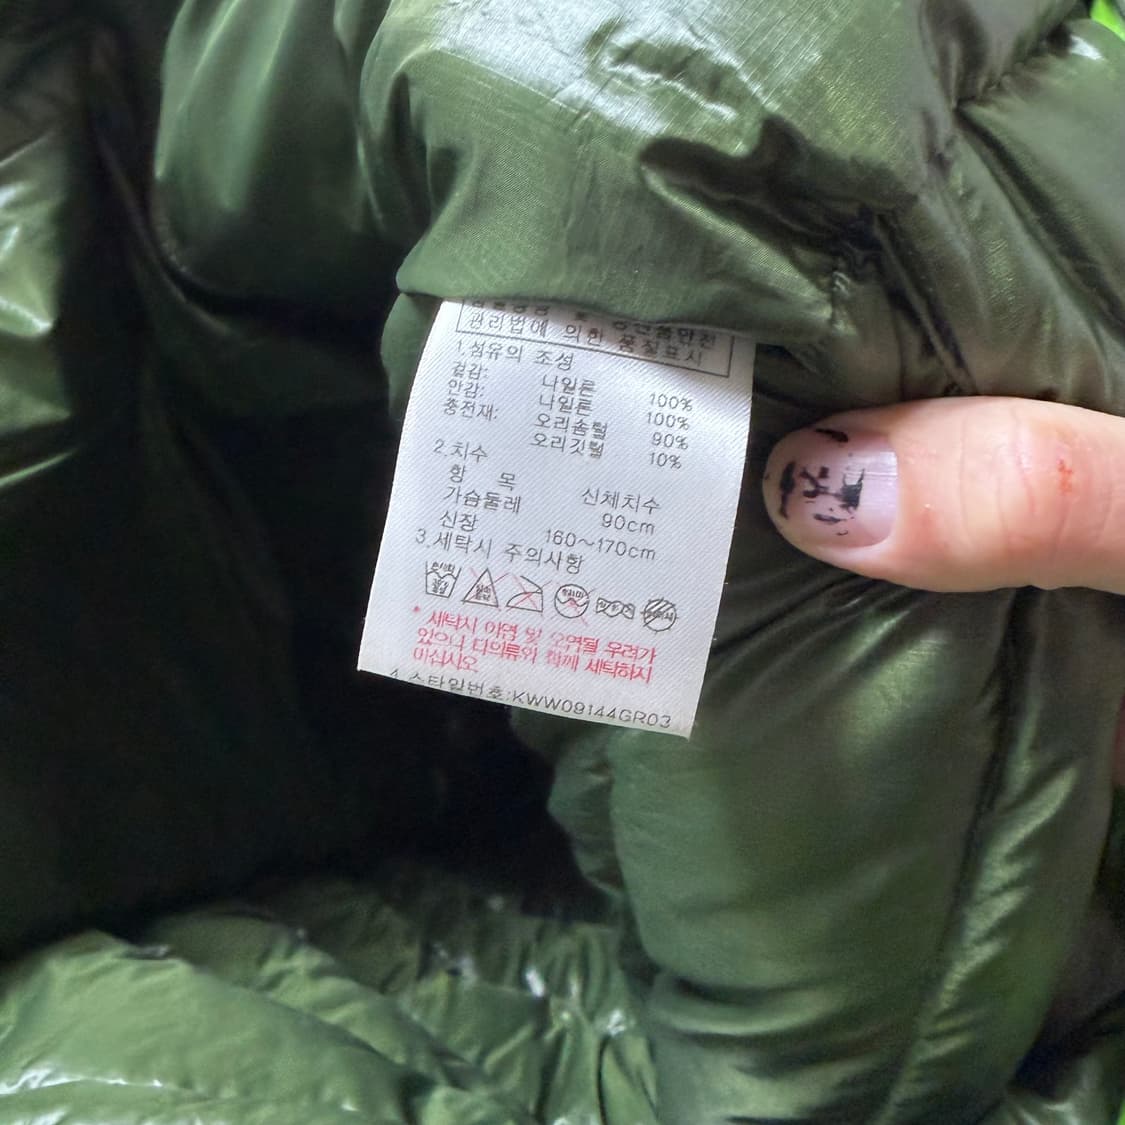 관리법에 의한 품질표시
1.섬유의 조성
겉감: 나일론 100%
안감: 나일론 100%
충전재: 오리솜털 90%
오리깃털 10%
2.치수
항 목 신체치수
가슴둘레 90cm
신장 160~170cm
3.세탁시 주의사항
* 세탁시 이염 및 오염될 우려가
있으니 타의류와 함께 세탁하지
마십시오
4.스타일번호:KWW09144GR03